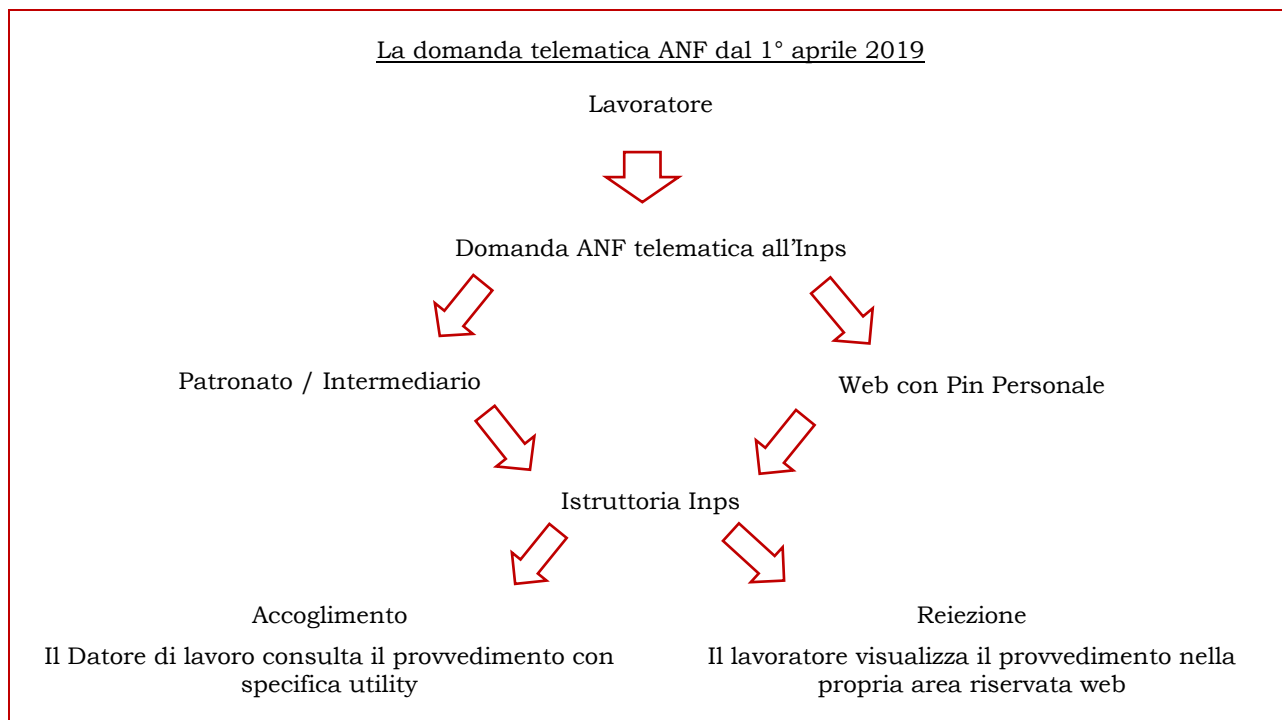 La domanda telematica ANF dal 1° aprile 2019
Lavoratore
Domanda ANF telematica all’Inps
Patronato / Intermediario
Web con Pin Personale
Istruttoria Inps
Accoglimento
Il Datore di lavoro consulta il provvedimento con
specifica utility
Reiezione
Il lavoratore visualizza il provvedimento nella
propria area riservata web